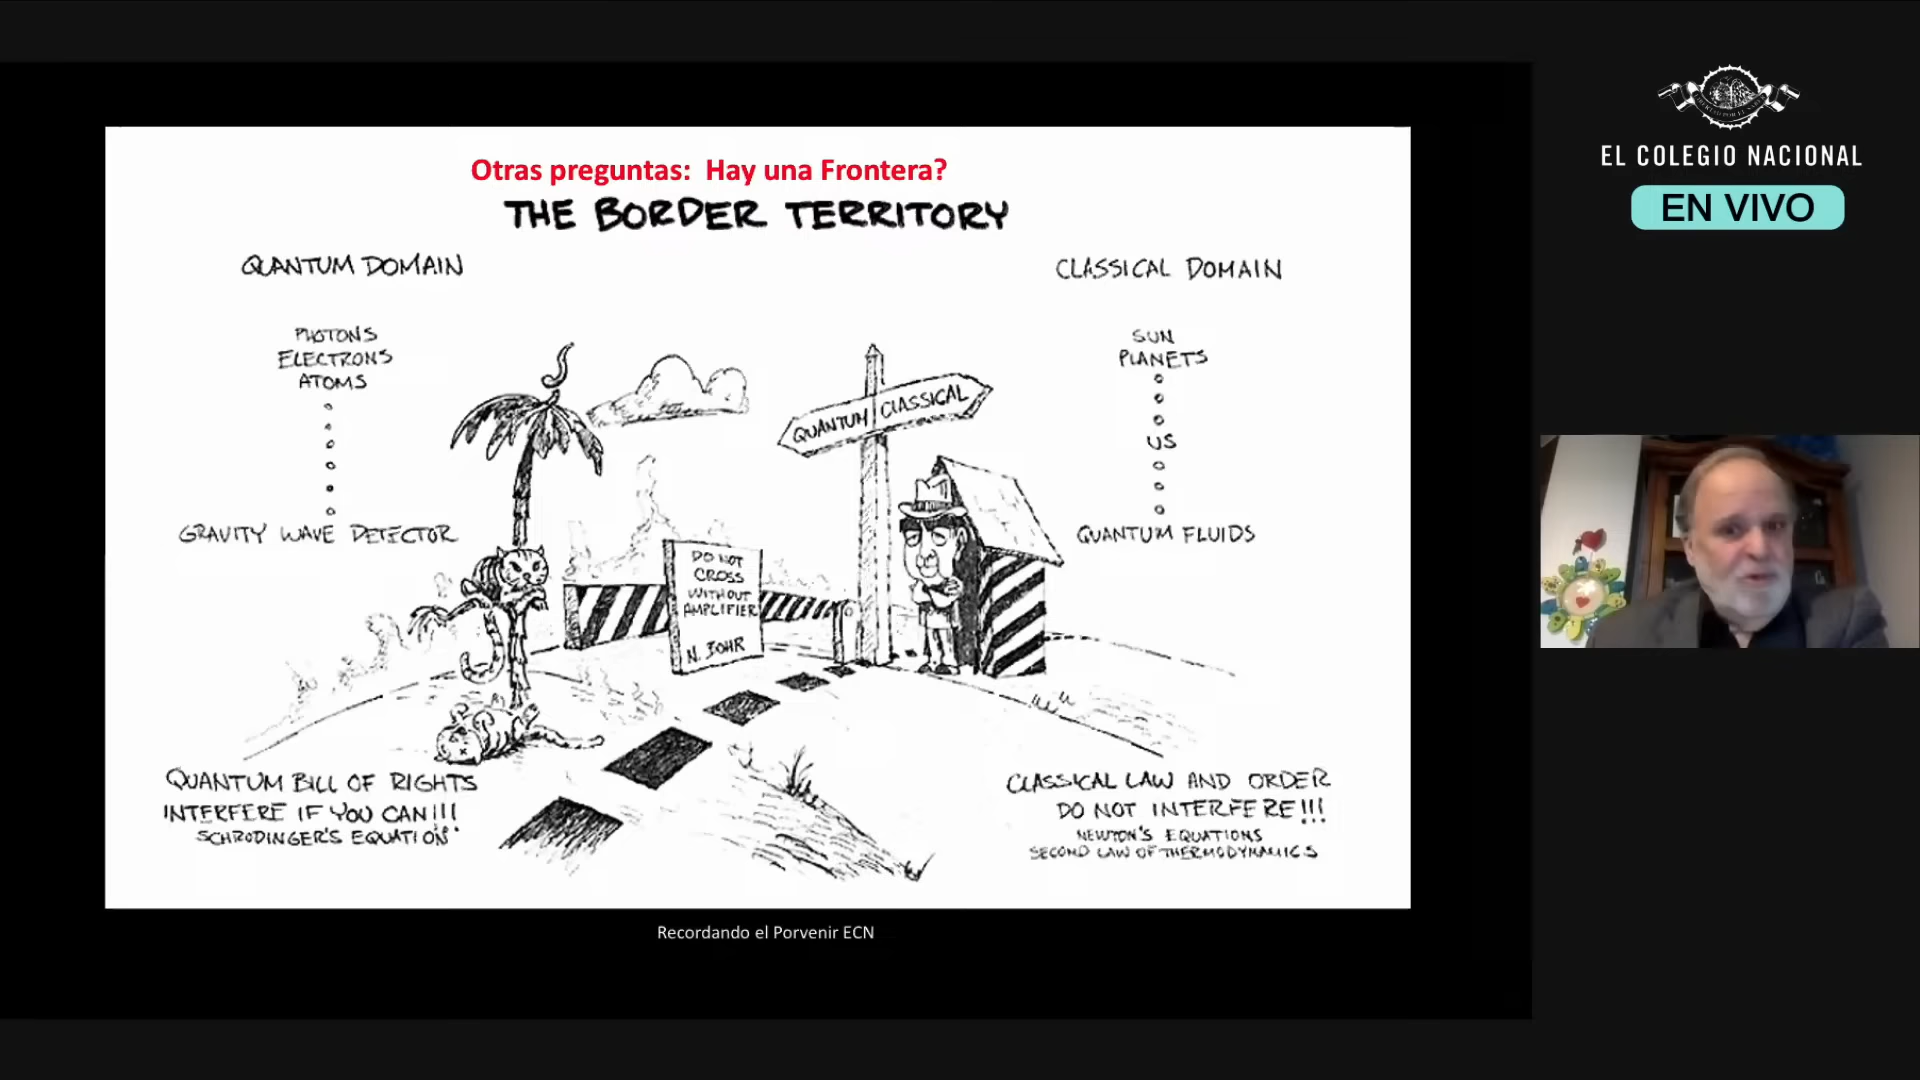 Otras preguntas: Hay una Frontera?
THE BORDER TERRITORY
QUANTUM DOMAIN
PHOTONS
ELECTRONS
ATOMS
GRAVITY WAVE DETECTOR
QUANTUM BILL OF RIGHTS
INTERFERE IF YOU CAN!!!
SCHRODINGER'S EQUATION
DO NOT
CROSS
WITHOUT
AMPLIFIER
N. BOHR
QUANTUM CLASSICAL
CLASSICAL DOMAIN
SUN
PLANETS
US
QUANTUM FLUIDS
CLASSICAL LAW AND ORDER
DO NOT INTERFERE!!!
NEWTON'S EQUATIONS
SECOND LAW OF THERMODYNAMICS
Recordando el Porvenir ECN
EL COLEGIO NACIONAL
EN VIVO